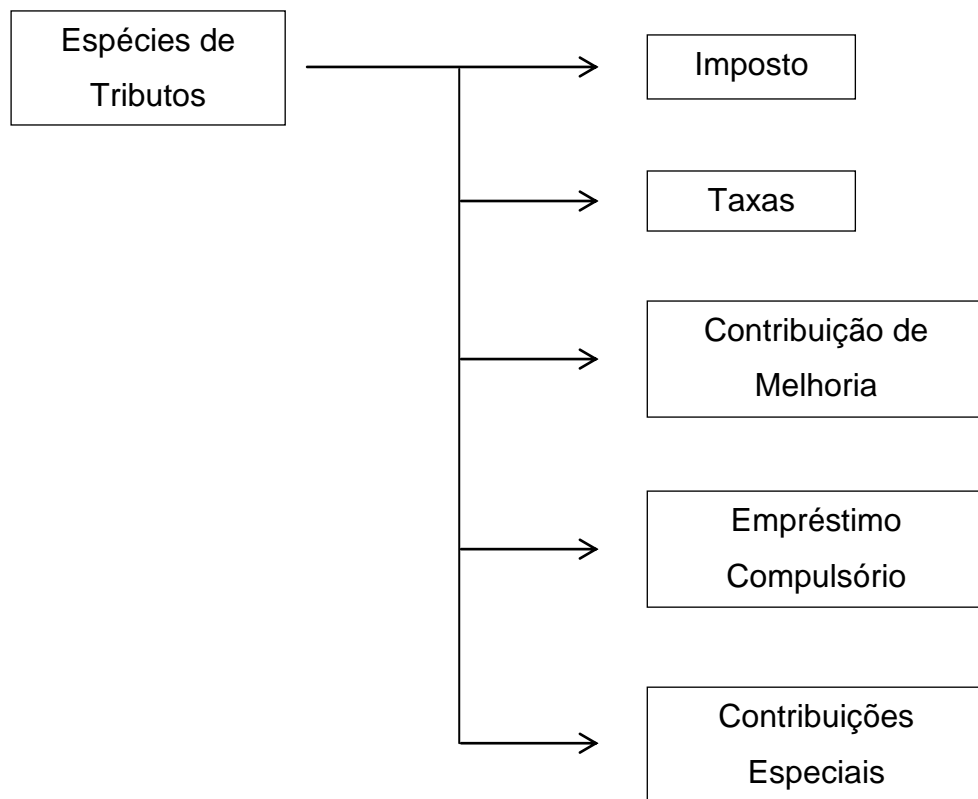 Espécies de
Tributos
Imposto
Taxas
Contribuição de
Melhoria
Empréstimo
Compulsório
Contribuições
Especiais